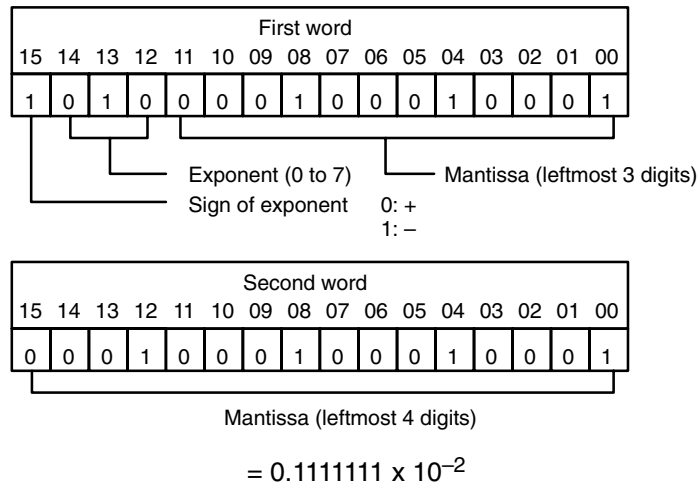 First word
15 14 13 12 11 10 09 08 07 06 05 04 03 02 01 00
1 0 1 0 0 0 0 1 0 0 0 1 0 0 0 1
Exponent (0 to 7) Mantissa (leftmost 3 digits)
Sign of exponent 0: +
1: –
Second word
15 14 13 12 11 10 09 08 07 06 05 04 03 02 01 00
0 0 0 1 0 0 0 1 0 0 0 1 0 0 0 1
Mantissa (leftmost 4 digits)
= 0.1111111 x 10⁻²